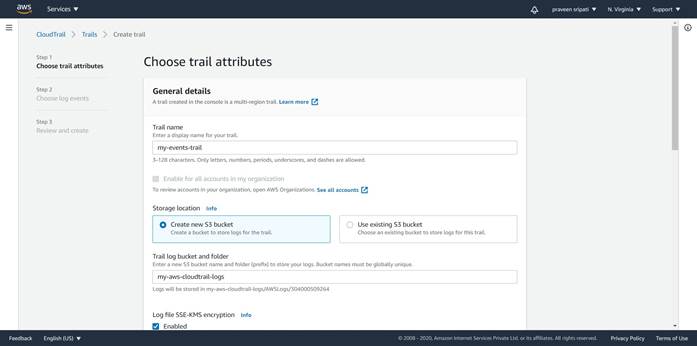 aws
Services
praveen sripati
N. Virginia
Support
CloudTrail
Trails
Create trail
Step 1
Choose trail attributes
Step 2
Choose log events
Step 3
Review and create
Choose trail attributes
General details
A trail created in the console is a multi-region trail. Learn more
Trail name
Enter a display name for your trail.
my-events-trail
3-128 characters. Only letters, numbers, periods, underscores, and dashes are allowed.
Enable for all accounts in my organization
To review accounts in your organization, open AWS Organizations. See all accounts
Storage location Info
Create new S3 bucket
Create a bucket to store logs for the trail.
Use existing S3 bucket
Choose an existing bucket to store logs for this trail.
Trail log bucket and folder
Enter a new S3 bucket name and folder (prefix) to store your logs. Bucket names must be globally unique.
my-aws-cloudtrail-logs
Logs will be stored in my-aws-cloudtrail-logs/AWSLogs/304000509264
Log file SSE-KMS encryption Info
Enabled
Feedback
English (US)
© 2008 - 2020, Amazon Internet Services Private Ltd. or its affiliates. All rights reserved.
Privacy Policy
Terms of Use